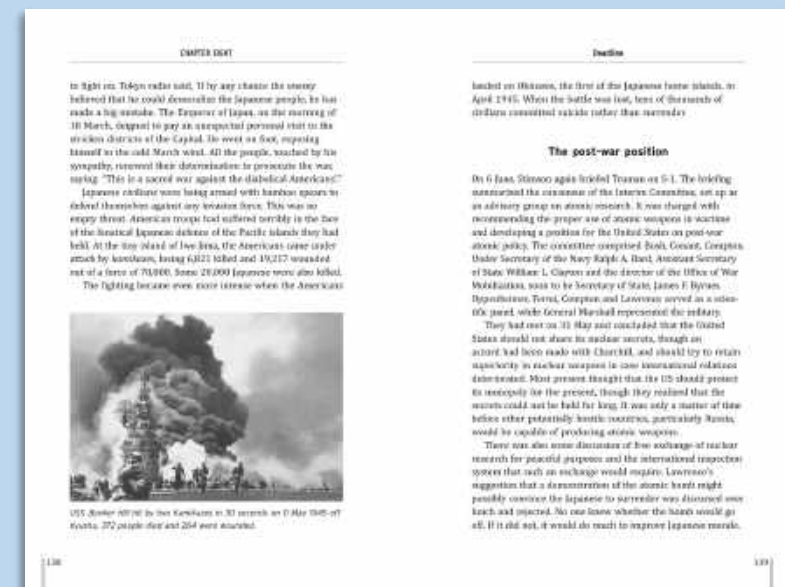 CHAPTER EIGHT
to fight on. Tokyo radio said, 'If by any chance the enemy
believed that he could demoralize the Japanese people, he has
made a big mistake. The Emperor of Japan, on the morning of
18 March, deigned to pay an unexpected personal visit to the
stricken districts of the Capital. He went on foot, exposing
himself to the cold March wind. All the people, touched by his
sympathy, renewed their determination to prosecute the war,
saying: "This is a sacred war against the diabolical Americans."'
Japanese civilians were being armed with bamboo spears to
defend themselves against any invasion force. This was no
empty threat. American troops had suffered terribly in the face
of the fanatical Japanese defence of the Pacific islands they had
held. At the tiny island of Iwo Jima, the Americans came under
attack by kamikazes, losing 6,821 killed and 19,217 wounded
out of a force of 70,000. Some 20,000 Japanese were also killed.
The fighting became even more intense when the Americans
USS Bunker Hill hit by two Kamikazes in 30 seconds on May 1945 off
Kyushu. 372 people died and 264 were wounded.
138
Deadline
landed on Okinawa, the first of the Japanese home islands, in
April 1945. When the battle was lost, tens of thousands of
civilians committed suicide rather than surrender
The post-war position
On 6 June, Stimson again briefed Truman on S-1. The briefing
summarised the consensus of the Interim Committee, set up as
an advisory group on atomic research. It was charged with
recommending the proper use of atomic weapons in wartime
and developing a position for the United States on post-war
atomic policy. The committee comprised Bush, Conant, Compton,
Under Secretary of the Navy Ralph A. Bard, Assistant Secretary
of State William L. Clayton and the director of the Office of War
Mobilization, soon to be Secretary of State, James F. Byrnes.
Oppenheimer, Fermi, Compton and Lawrence served as a scien-
tific panel, while General Marshall represented the military.
They had met on 31 May and concluded that the United
States should not share its nuclear secrets, though an
accord had been made with Churchill, and should try to retain
superiority in nuclear weapons in case international relations
deteriorated. Most present thought that the US should protect
its monopoly for the present, though they realised that the
secrets could not be held for long. It was only a matter of time
before other potentially hostile countries, particularly Russia,
would be capable of producing atomic weapons.
There was also some discussion of free exchange of nuclear
research for peaceful purposes and the international inspection
system that such an exchange would require. Lawrence's
suggestion that a demonstration of the atomic bomb might
possibly convince the Japanese to surrender was discussed over
lunch and rejected. No one knew whether the bomb would go
off. If it did not, it would do much to improve Japanese morale.
139